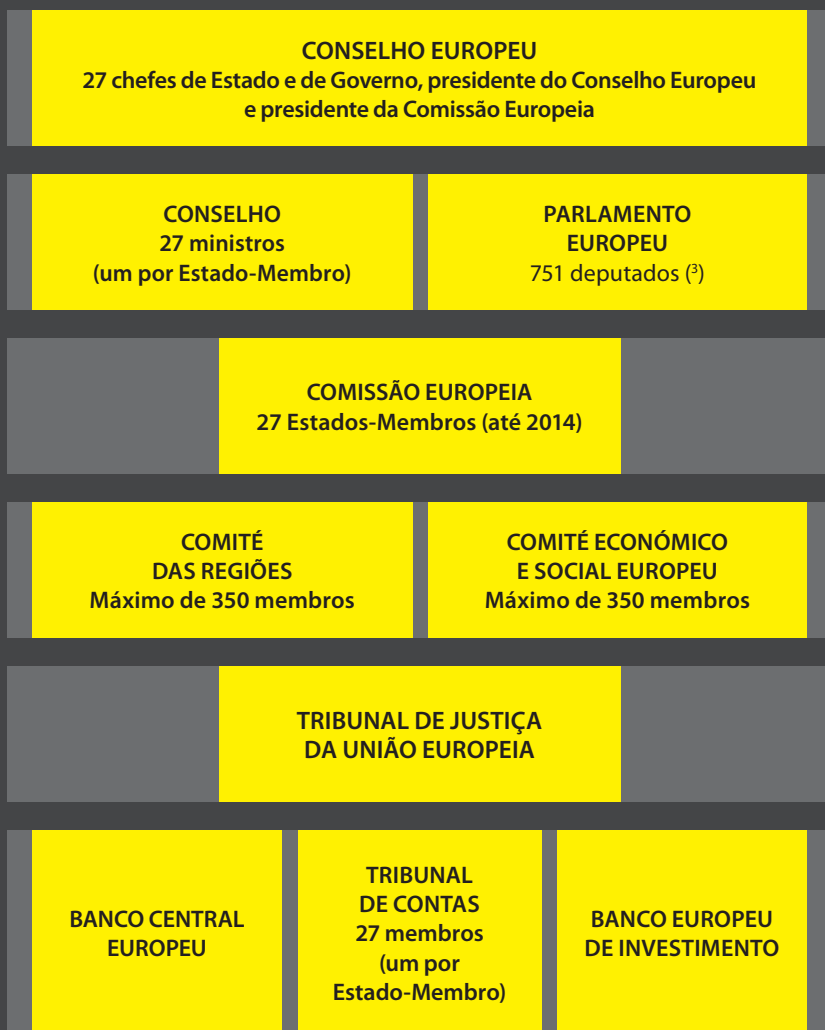 CONSELHO EUROPEU
27 chefes de Estado e de Governo, presidente do Conselho Europeu
e presidente da Comissão Europeia
CONSELHO
27 ministros
(um por Estado-Membro)
PARLAMENTO
EUROPEU
751 deputados (³)
COMISSÃO EUROPEIA
27 Estados-Membros (até 2014)
COMITÉ
DAS REGIÕES
Máximo de 350 membros
COMITÉ ECONÓMICO
E SOCIAL EUROPEU
Máximo de 350 membros
TRIBUNAL DE JUSTIÇA
DA UNIÃO EUROPEIA
BANCO CENTRAL
EUROPEU
TRIBUNAL
DE CONTAS
27 membros
(um por
Estado-Membro)
BANCO EUROPEU
DE INVESTIMENTO